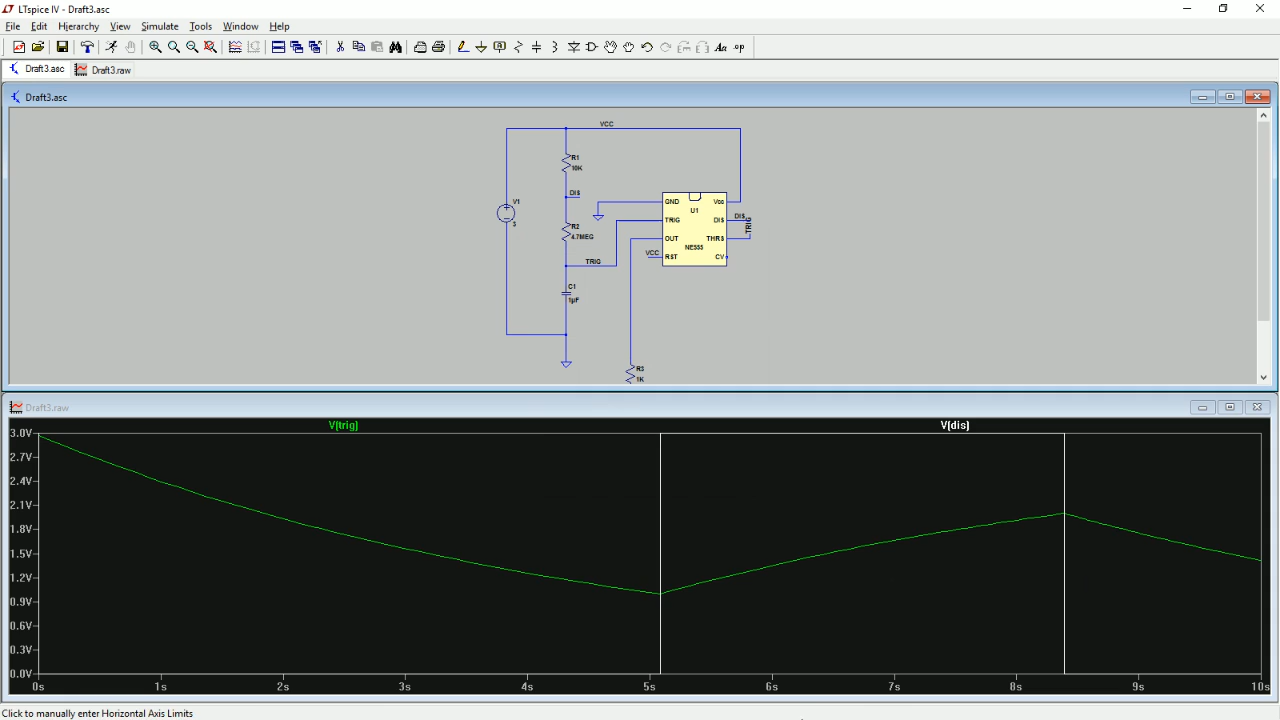 LTspice IV - Draft3.asc
File Edit Hierarchy View Simulate Tools Window Help
Aa .op
Draft3.asc Draft3.raw
Draft3.asc
VCC
R1
10K
DIS
V1
3
R2
4.7MEG
TRIG
C1
1µF
GND
TRIG
OUT
RST
U1
NE555
Vcc
DIS
THRS
CV
DIS
TRIG
VCC
R3
1K
Draft3.raw
V(trig) V(dis)
3.0V
2.7V
2.4V
2.1V
1.8V
1.5V
1.2V
0.9V
0.6V
0.3V
0.0V
0s 1s 2s 3s 4s 5s 6s 7s 8s 9s 10s
Click to manually enter Horizontal Axis Limits